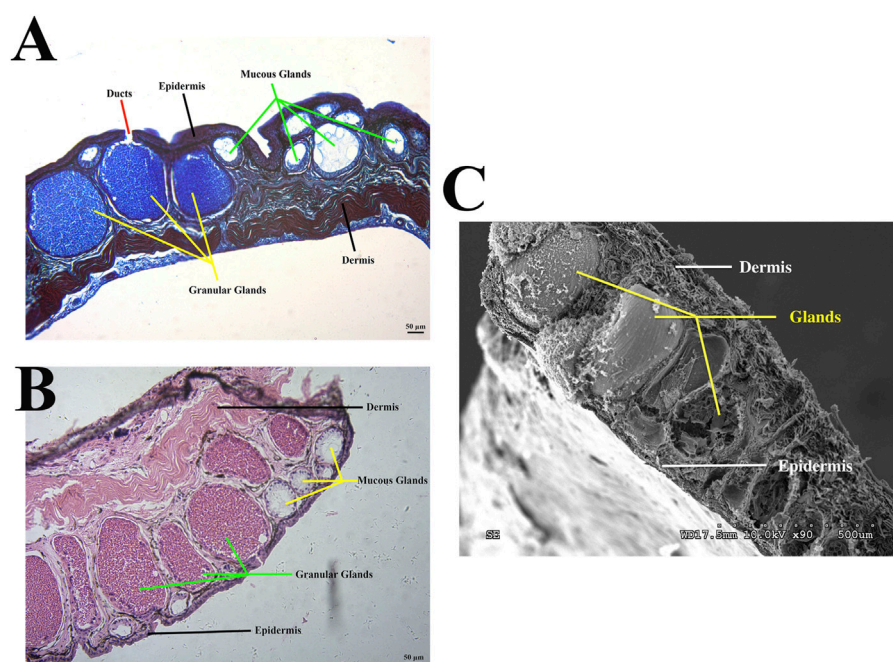 A
Mucous Glands
Epidermis
Ducts
Dermis
Granular Glands
50 µm
B
Dermis
Mucous Glands
Granular Glands
Epidermis
50 µm
C
Dermis
Glands
Epidermis
SE WD17.5mm 10.0kV x90 500um